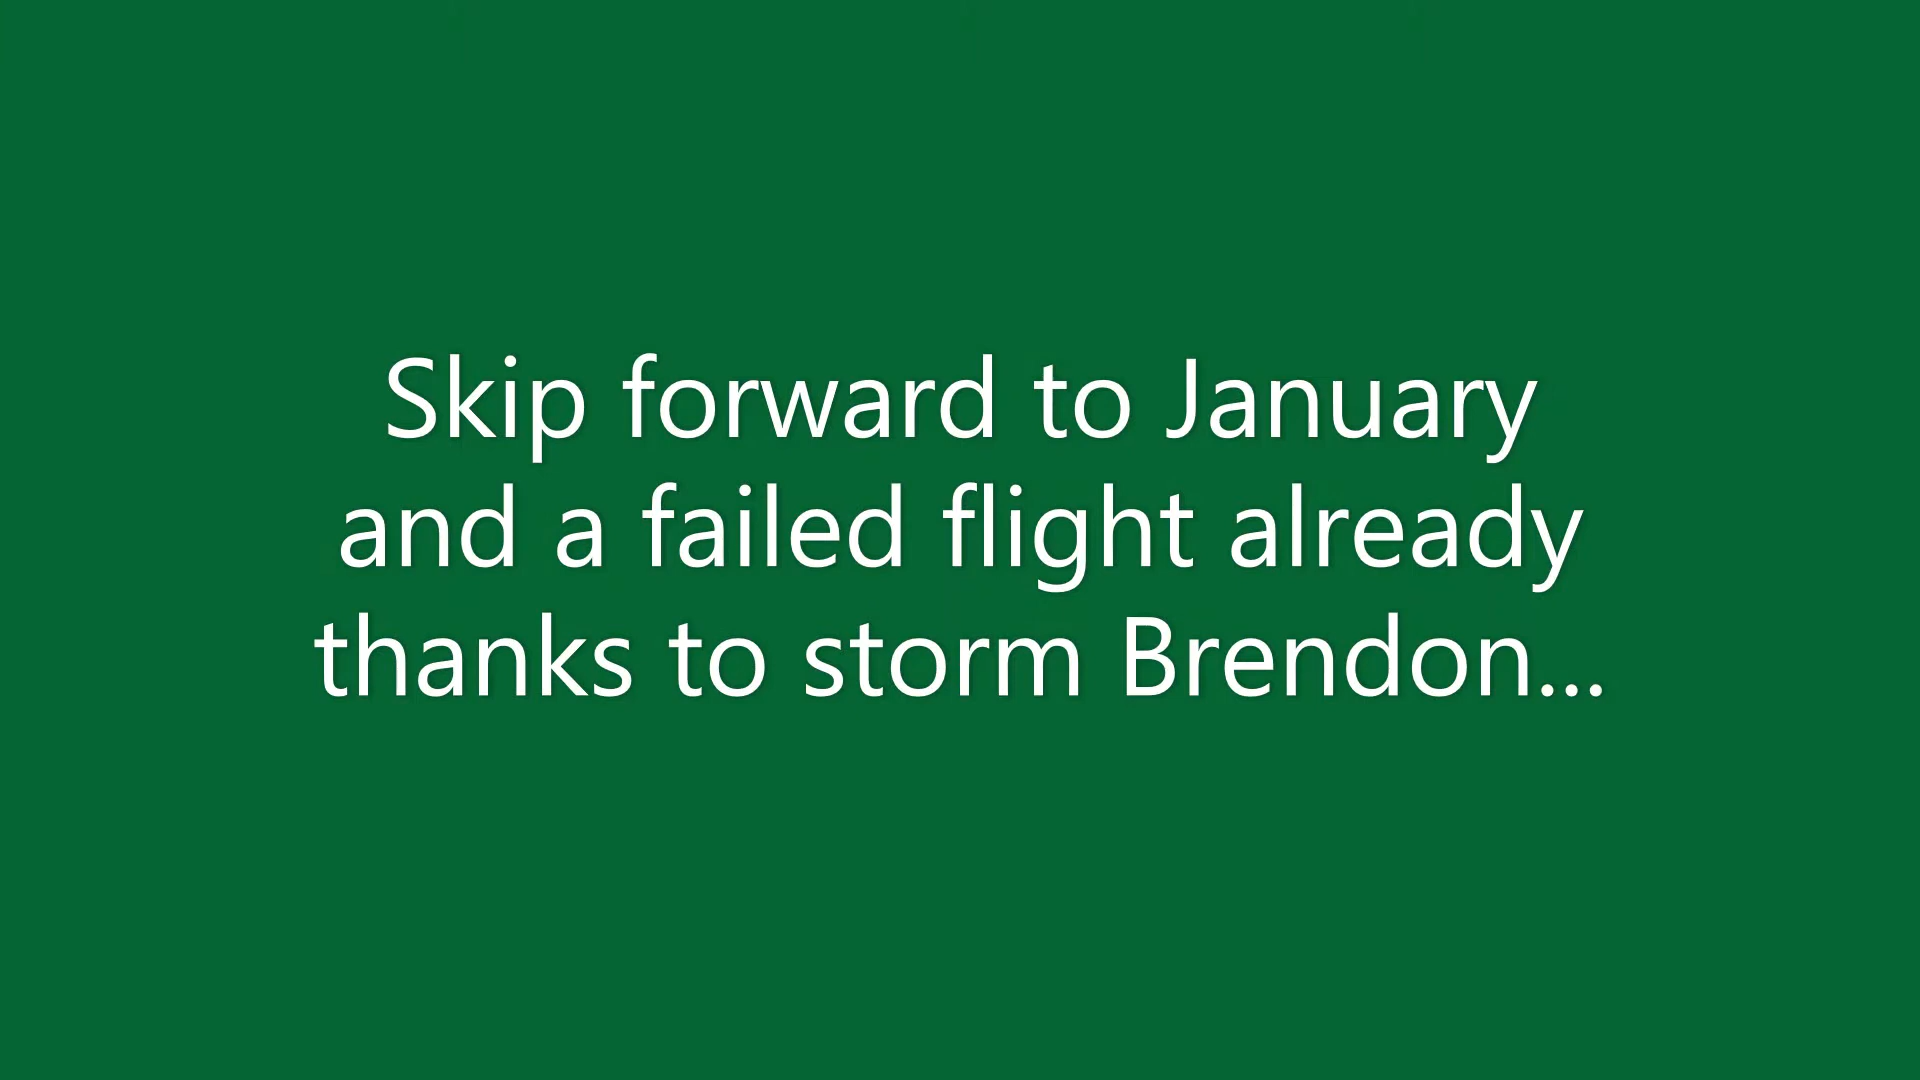 Skip forward to January
and a failed flight already
thanks to storm Brendon...